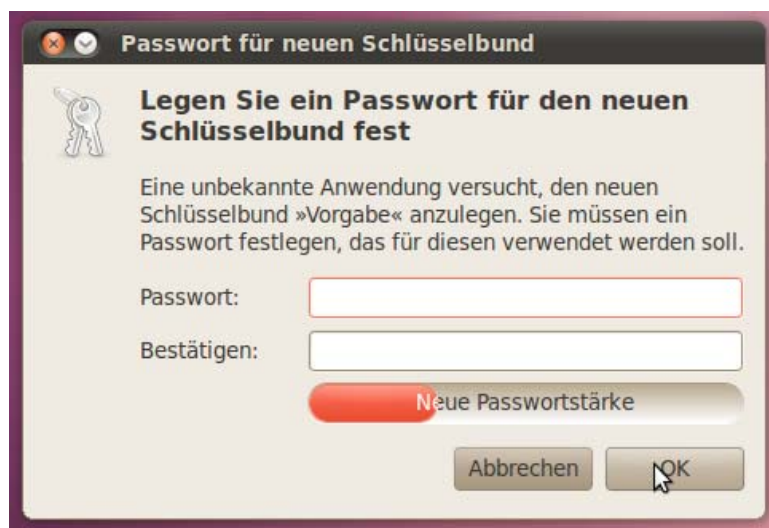 Passwort für neuen Schlüsselbund
Legen Sie ein Passwort für den neuen
Schlüsselbund fest
Eine unbekannte Anwendung versucht, den neuen
Schlüsselbund »Vorgabe« anzulegen. Sie müssen ein
Passwort festlegen, das für diesen verwendet werden soll.
Passwort:
Bestätigen:
Neue Passwortstärke
Abbrechen OK